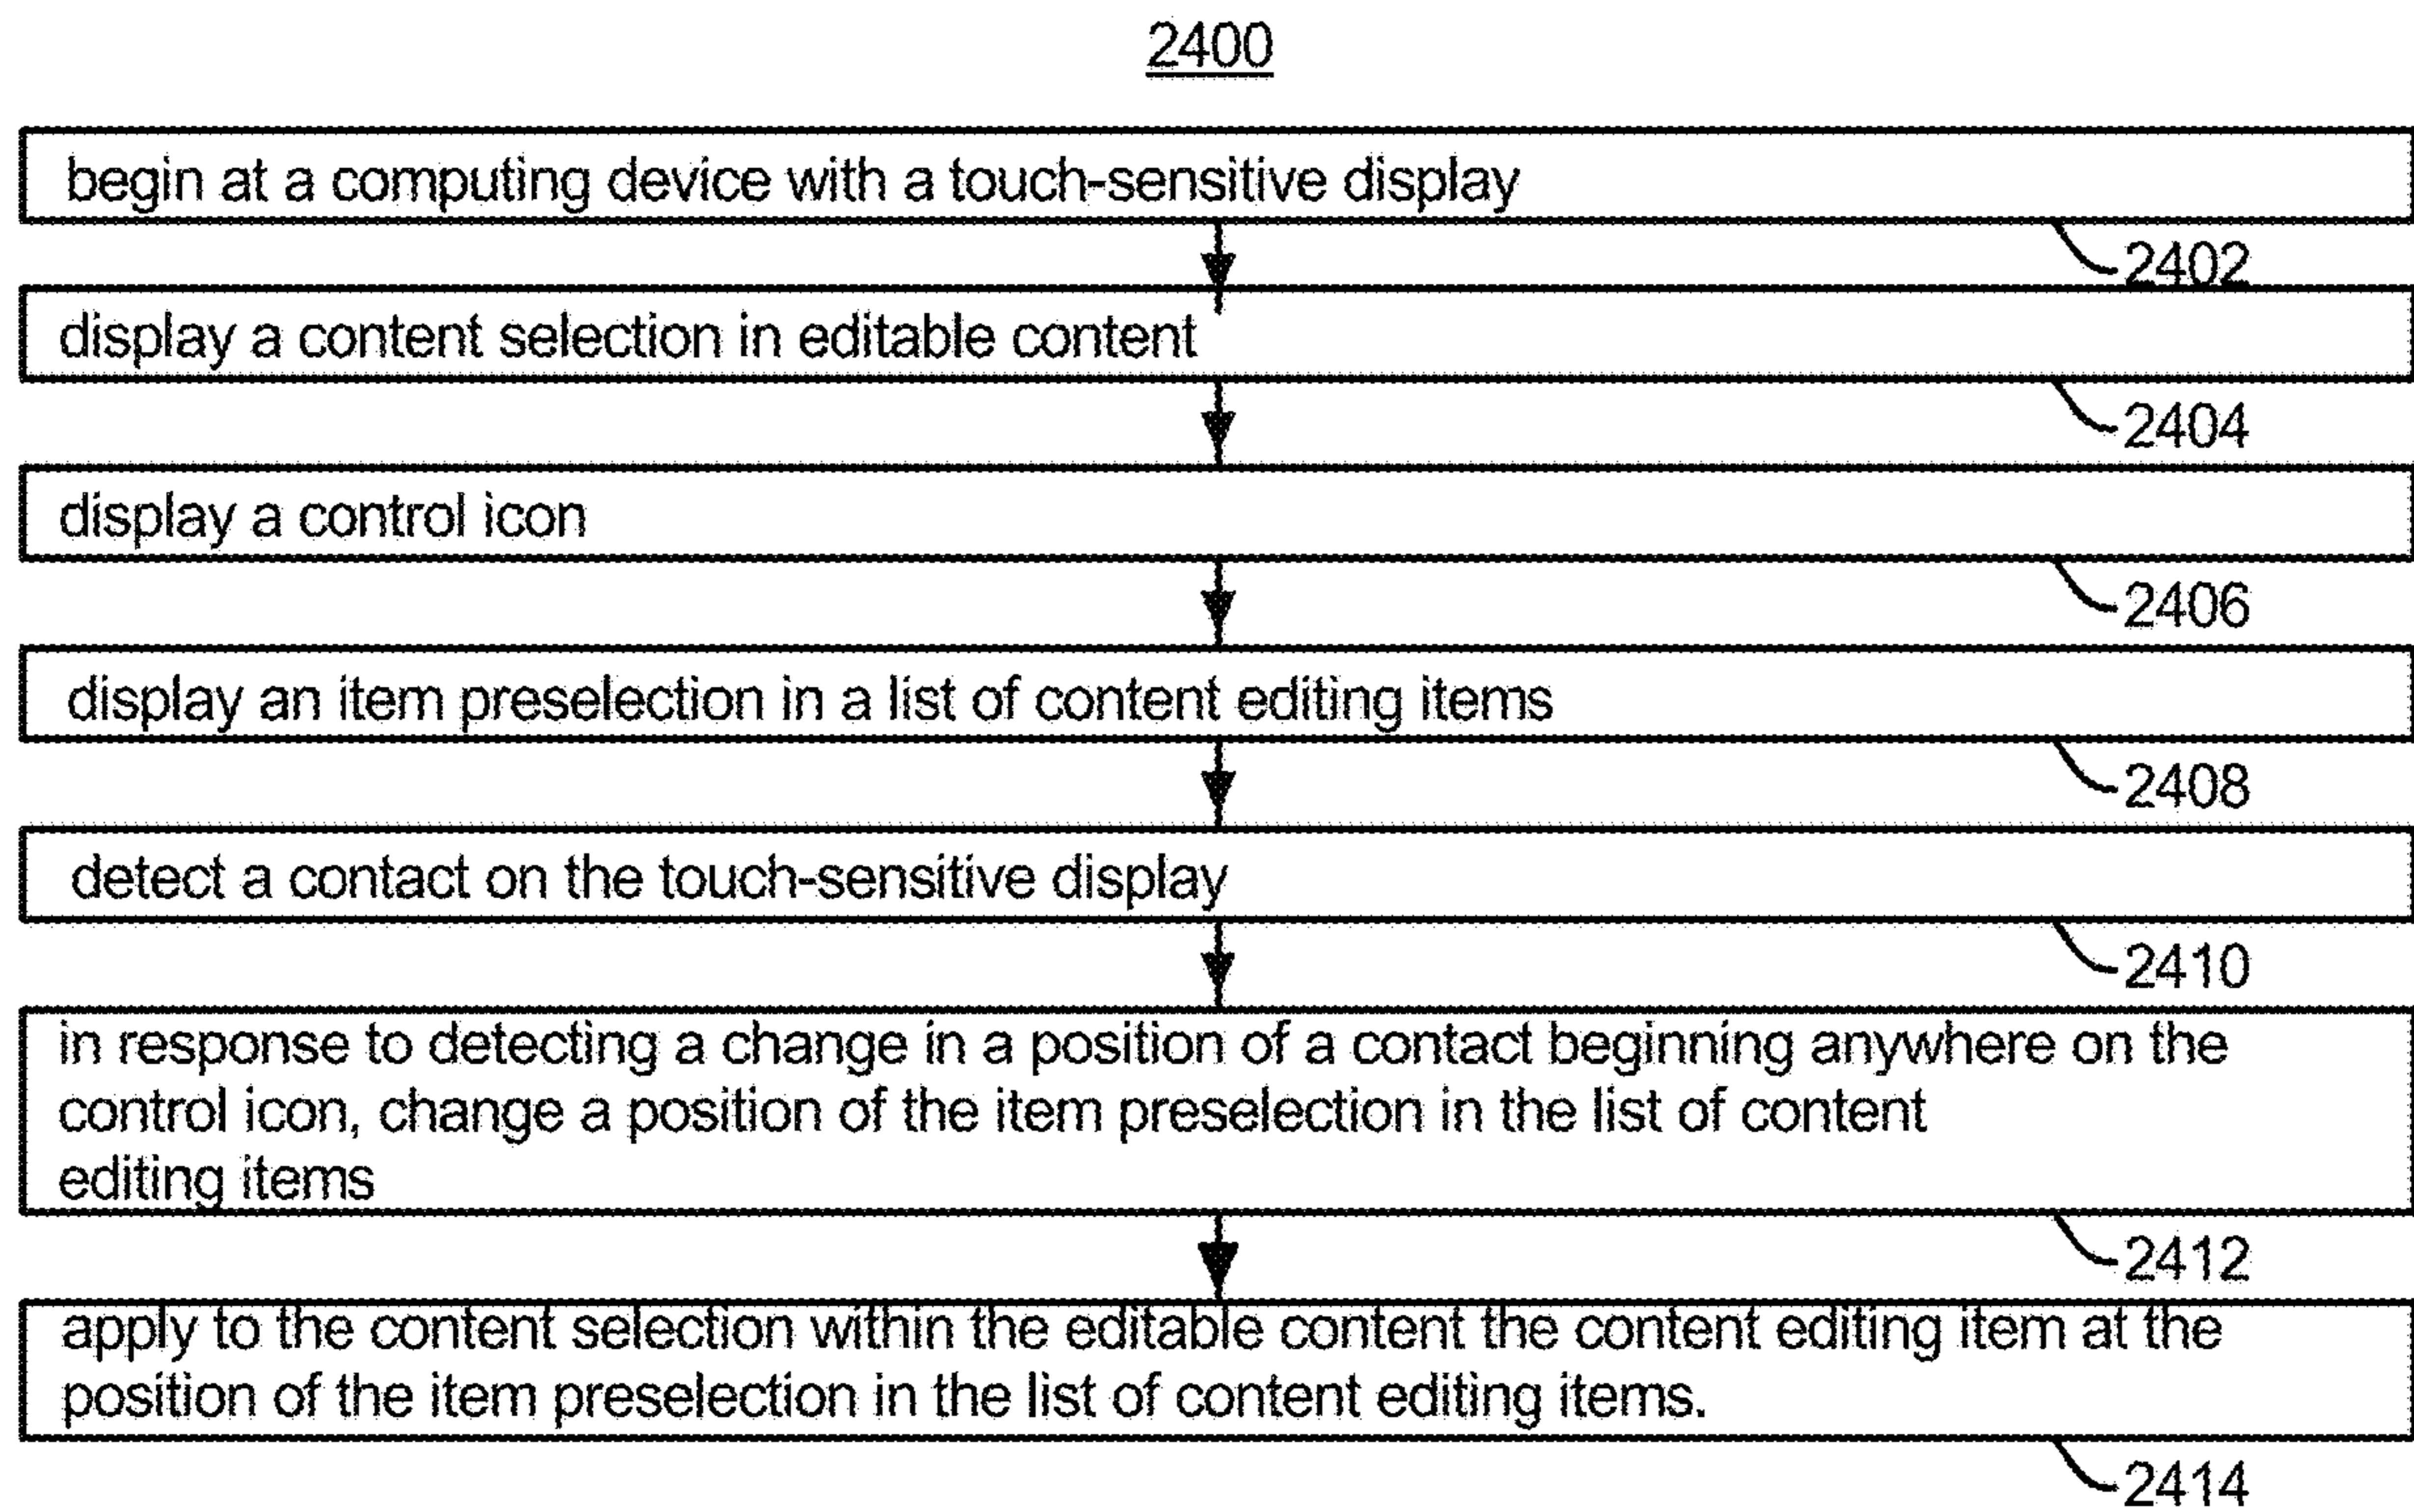 2400
begin at a computing device with a touch-sensitive display
2402
display a content selection in editable content
2404
display a control icon
2406
display an item preselection in a list of content editing items
2408
detect a contact on the touch-sensitive display
2410
in response to detecting a change in a position of a contact beginning anywhere on the
control icon, change a position of the item preselection in the list of content
editing items
2412
apply to the content selection within the editable content the content editing item at the
position of the item preselection in the list of content editing items.
2414